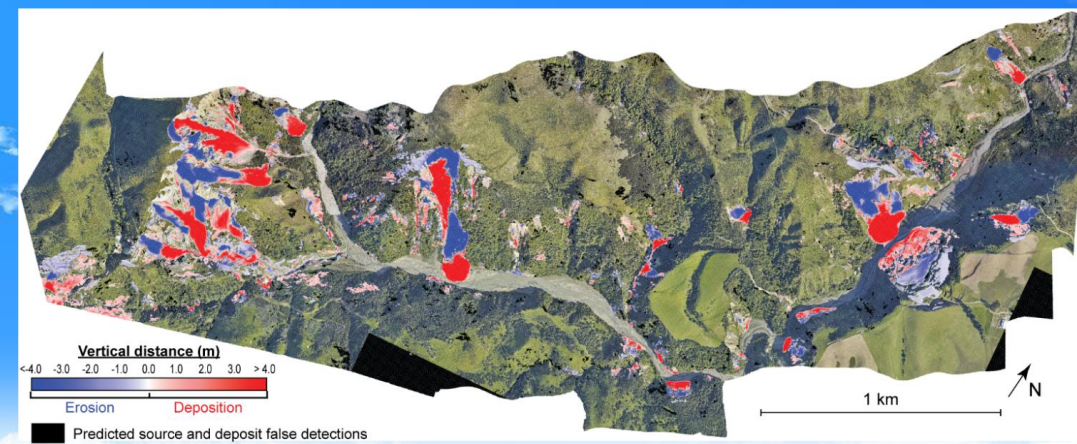 Vertical distance (m)
<-4.0 -3.0 -2.0 -1.0 0.0 1.0 2.0 3.0 > 4.0
Erosion Deposition
Predicted source and deposit false detections
1 km
N